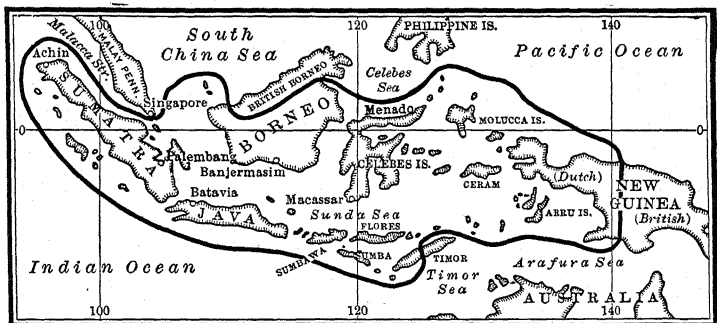 100
120
140
South
China Sea
PHILIPPINE IS.
Pacific Ocean
Malacca Str.
MALAY PENN.
Achin
Celebes
Sea
BRITISH BORNEO
Singapore
SUMATRA
BORNEO
Menado
MOLUCCA IS.
0
0
Palembang
Banjermasim
CELEBES IS.
CERAM
(Dutch)
NEW
GUINEA
(British)
Batavia
JAVA
Macassar
Sunda Sea
FLORES
ARRU IS.
SUMBAWA
SUMBA
TIMOR
Timor
Sea
Arafura Sea
Indian Ocean
AUSTRALIA
100
120
140